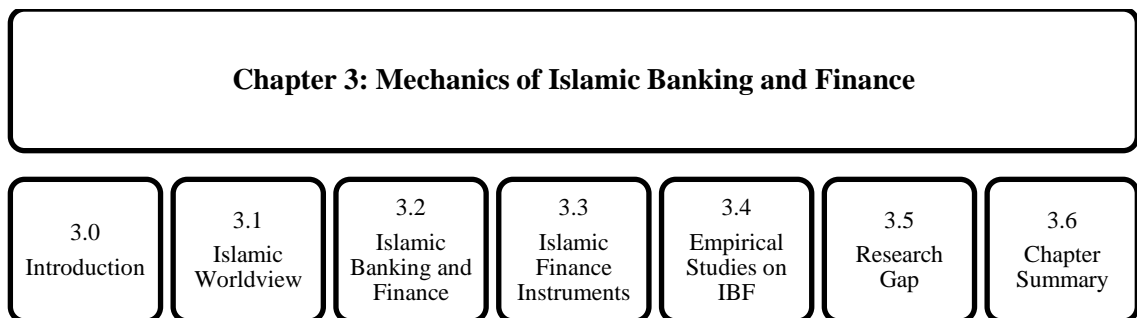 Chapter 3: Mechanics of Islamic Banking and Finance
3.0
Introduction
3.1
Islamic
Worldview
3.2
Islamic
Banking and
Finance
3.3
Islamic
Finance
Instruments
3.4
Empirical
Studies on
IBF
3.5
Research
Gap
3.6
Chapter
Summary